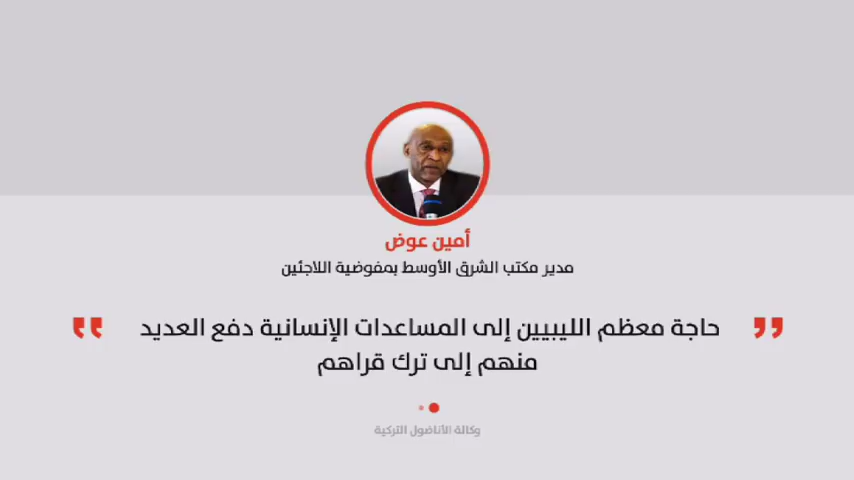 أمين عوض
مدير مكتب الشرق الأوسط بمفوضية اللاجئين
حاجة معظم الليبيين إلى المساعدات الإنسانية دفع العديد
منهم إلى ترك قراهم
وكالة الأناضول التركية